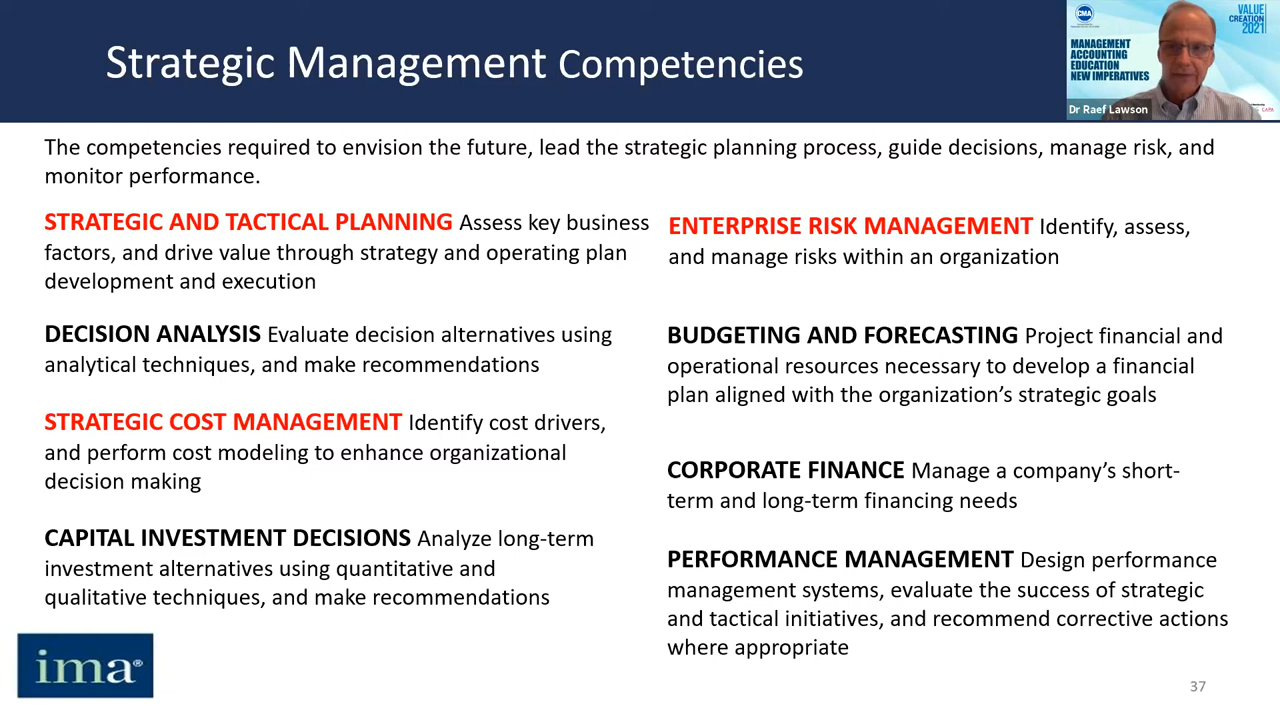 Strategic Management Competencies
CMA
VALUE
CREATION
2021
MANAGEMENT
ACCOUNTING
EDUCATION
NEW IMPERATIVES
Dr Raef Lawson
The competencies required to envision the future, lead the strategic planning process, guide decisions, manage risk, and
monitor performance.
STRATEGIC AND TACTICAL PLANNING Assess key business
factors, and drive value through strategy and operating plan
development and execution
DECISION ANALYSIS Evaluate decision alternatives using
analytical techniques, and make recommendations
STRATEGIC COST MANAGEMENT Identify cost drivers,
and perform cost modeling to enhance organizational
decision making
CAPITAL INVESTMENT DECISIONS Analyze long-term
investment alternatives using quantitative and
qualitative techniques, and make recommendations
ENTERPRISE RISK MANAGEMENT Identify, assess,
and manage risks within an organization
BUDGETING AND FORECASTING Project financial and
operational resources necessary to develop a financial
plan aligned with the organization’s strategic goals
CORPORATE FINANCE Manage a company’s short-
term and long-term financing needs
PERFORMANCE MANAGEMENT Design performance
management systems, evaluate the success of strategic
and tactical initiatives, and recommend corrective actions
where appropriate
ima®
37